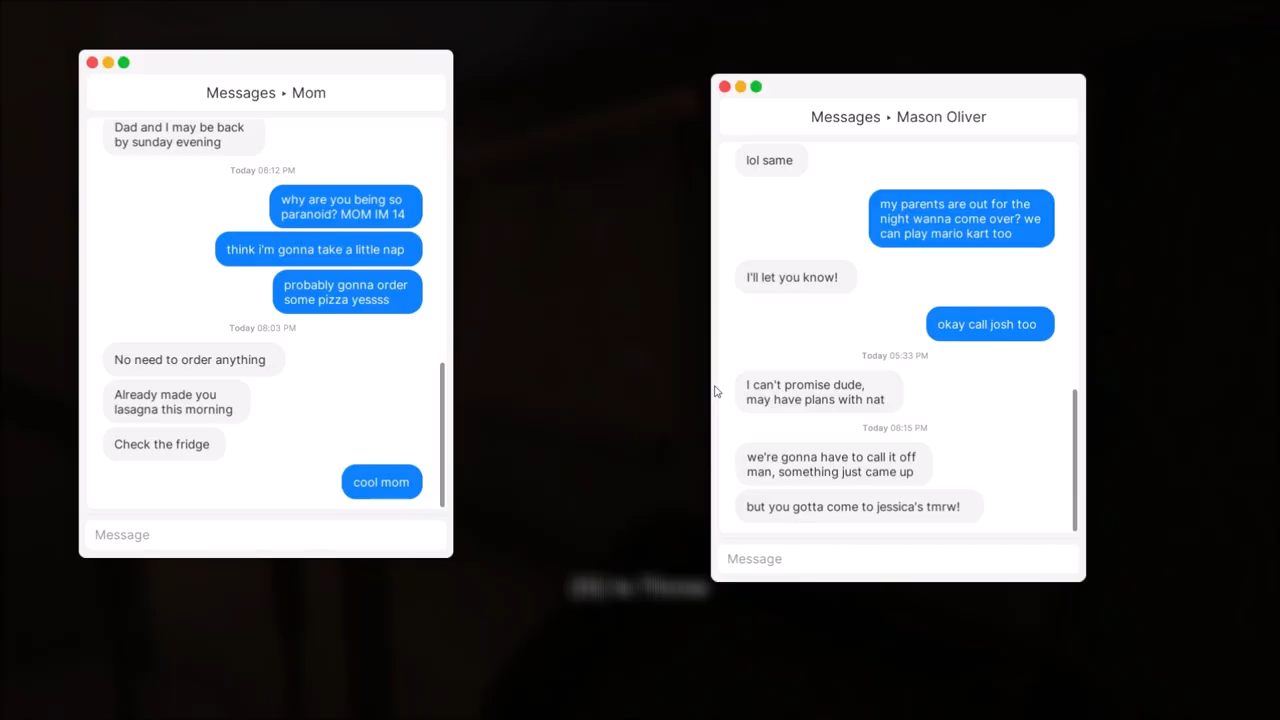 Messages ‣ Mom
Dad and I may be back
by sunday evening
Today 08:12 PM
why are you being so
paranoid? MOM IM 14
think i'm gonna take a little nap
probably gonna order
some pizza yessss
Today 08:03 PM
No need to order anything
Already made you
lasagna this morning
Check the fridge
cool mom
Message
Messages ‣ Mason Oliver
lol same
my parents are out for the
night wanna come over? we
can play mario kart too
I'll let you know!
okay call josh too
Today 05:33 PM
I can't promise dude,
may have plans with nat
Today 08:15 PM
we're gonna have to call it off
man, something just came up
but you gotta come to jessica's tmrw!
Message